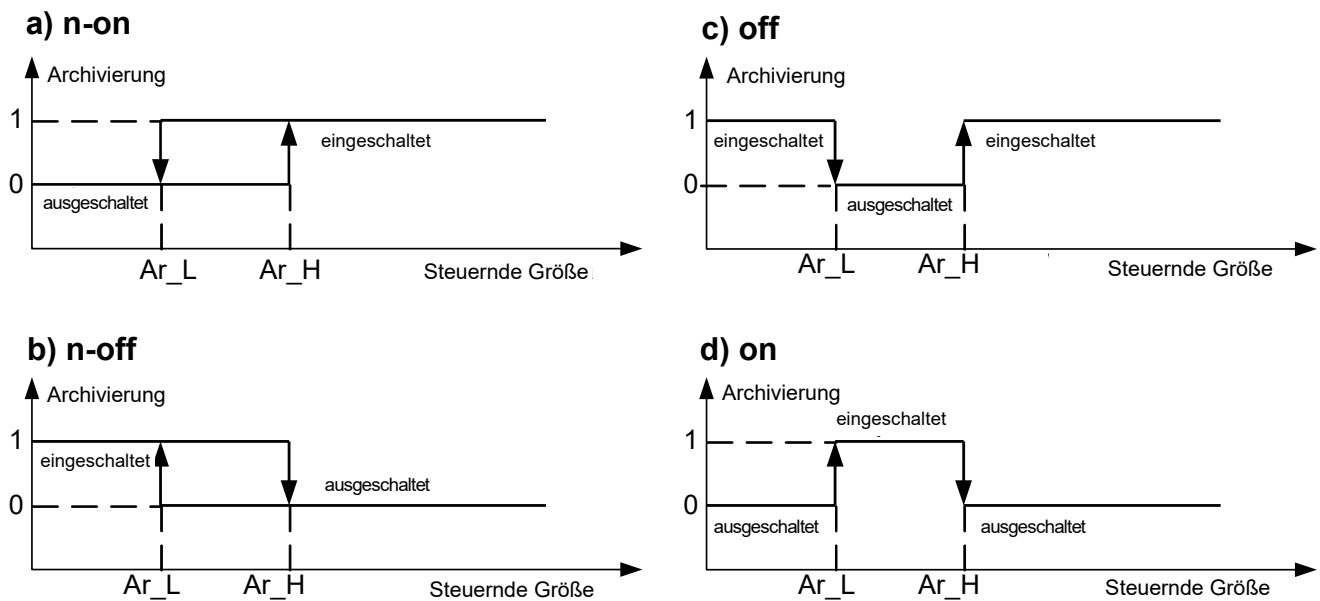 a) n-on
Archivierung
1
eingeschaltet
0
ausgeschaltet
Ar_L
Ar_H
Steuernde Größe
c) off
Archivierung
1
eingeschaltet
eingeschaltet
0
ausgeschaltet
Ar_L
Ar_H
Steuernde Größe
b) n-off
Archivierung
1
eingeschaltet
ausgeschaltet
0
Ar_L
Ar_H
Steuernde Größe
d) on
Archivierung
eingeschaltet
1
0
ausgeschaltet
ausgeschaltet
Ar_L
Ar_H
Steuernde Größe